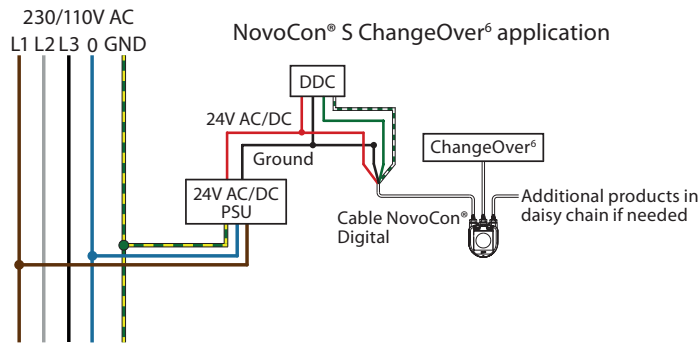 230/110V AC
L1 L2 L3 0 GND
NovoCon® S ChangeOver⁶ application
DDC
24V AC/DC
Ground
ChangeOver⁶
24V AC/DC
PSU
Cable NovoCon®
Digital
Additional products in
daisy chain if needed